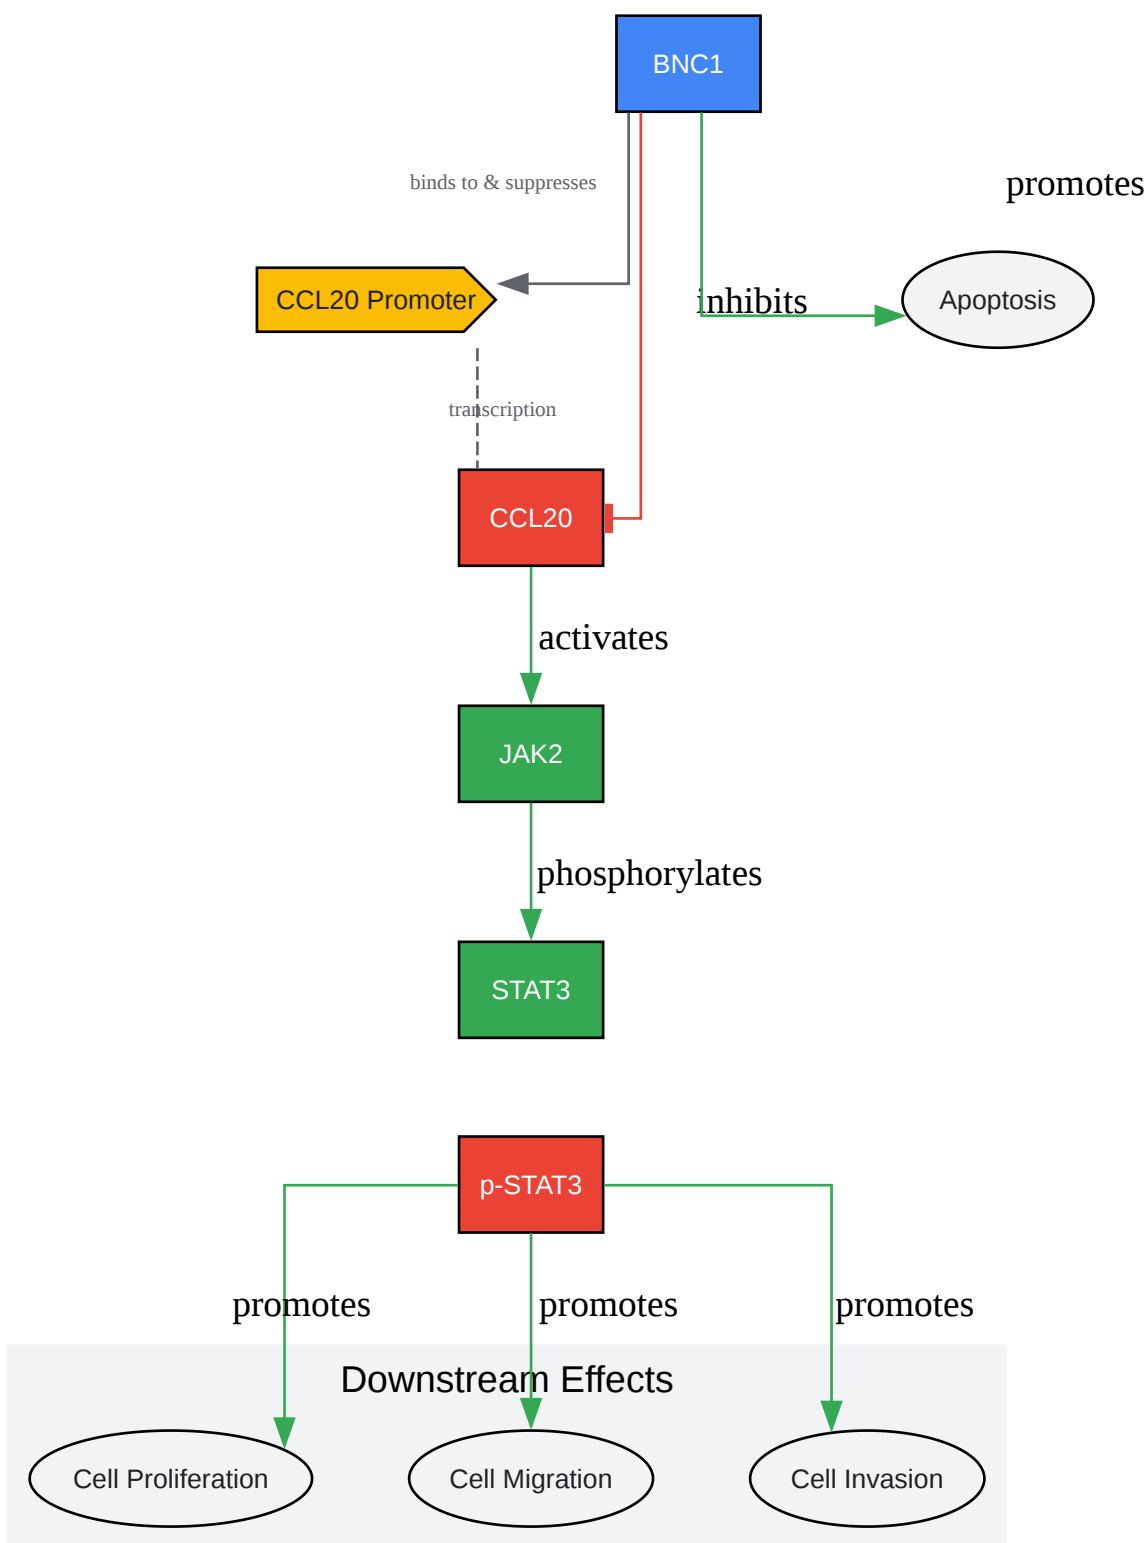 BNC1
binds to & suppresses
promotes
CCL20 Promoter
inhibits
Apoptosis
transcription
CCL20
activates
JAK2
phosphorylates
STAT3
p-STAT3
promotes
promotes
promotes
Downstream Effects
Cell Proliferation
Cell Migration
Cell Invasion